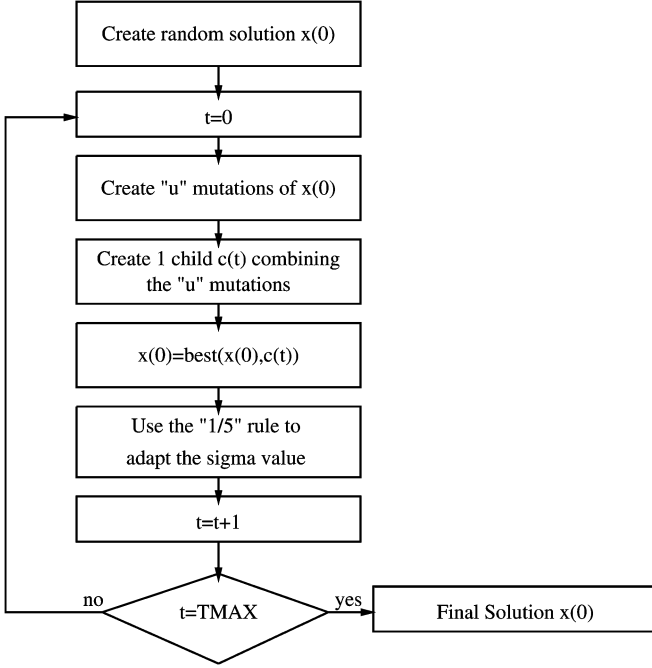 Create random solution x(0)
t=0
Create "u" mutations of x(0)
Create 1 child c(t) combining
the "u" mutations
x(0)=best(x(0),c(t))
Use the "1/5" rule to
adapt the sigma value
t=t+1
no
t=TMAX
yes
Final Solution x(0)